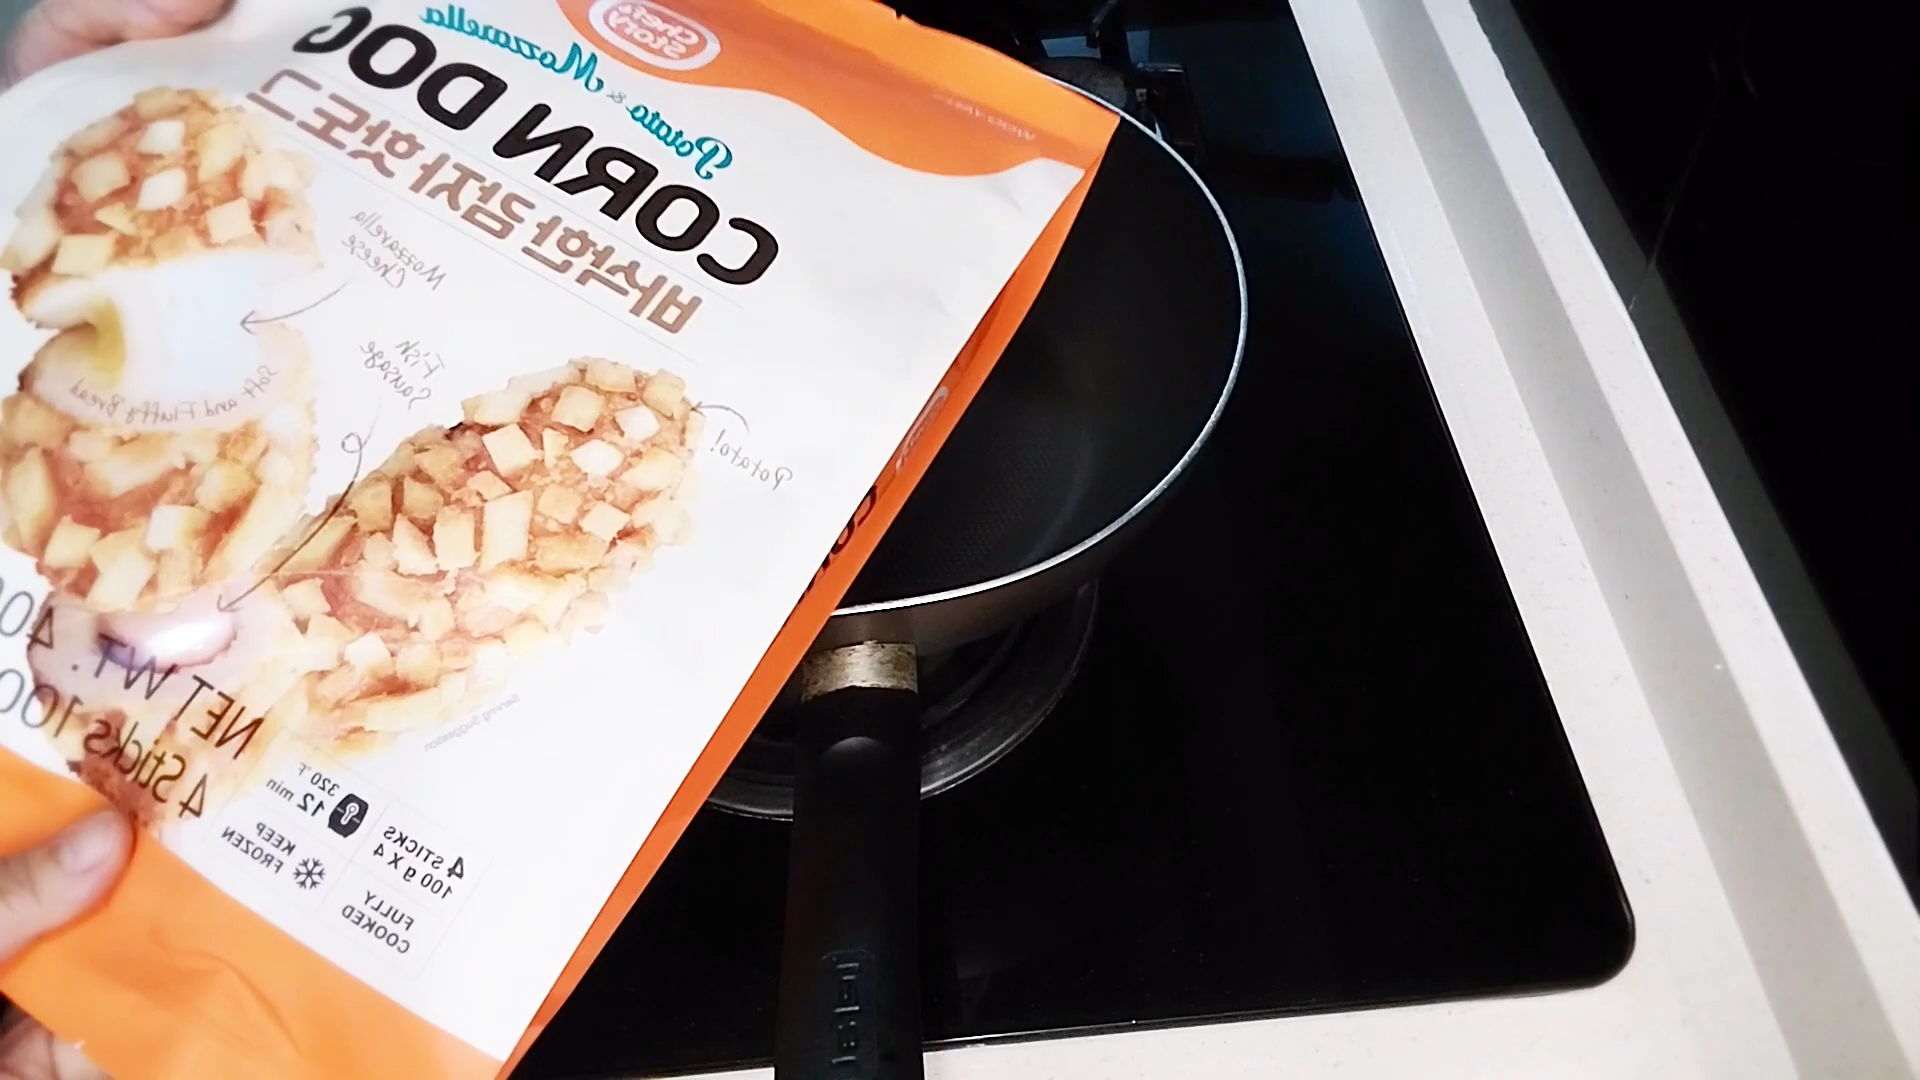 Chef's
Story
Potato & Mozzarella
CORN DOG
바삭한 감자 핫도그
Mozzarella
Cheese
Soft and Fluffy Bread
Fish
Sausage
Potato!
NET WT. 40
4 Sticks 100
Serving Suggestion
320°F
12 min
4 STICKS
100 g X 4
KEEP
FROZEN
FULLY
COOKED